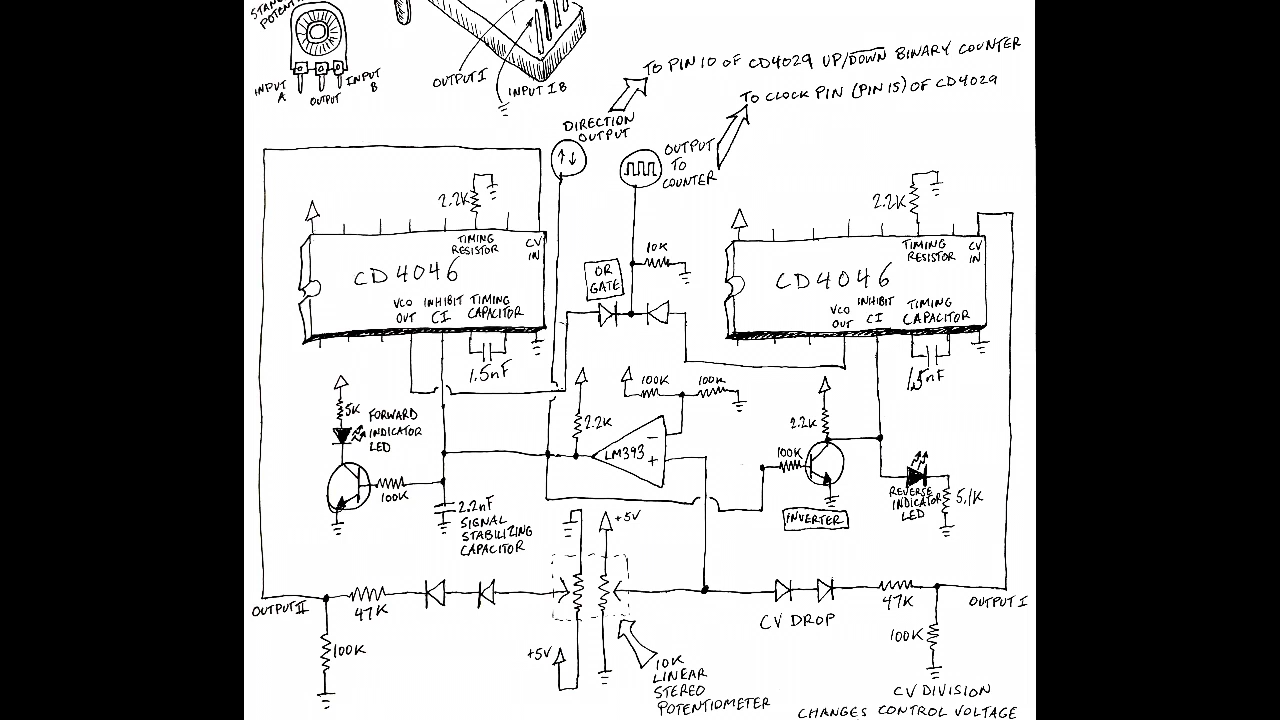 STAN
POTENT
INPUT
A
OUTPUT
INPUT
B
OUTPUT I
INPUT IB
TO PIN 10 OF CD4029 UP/DOWN BINARY COUNTER
TO CLOCK PIN (PIN 15) OF CD4029
DIRECTION
OUTPUT
↑↓
OUTPUT
TO
COUNTER
2.2K
TIMING
RESISTOR
CV
IN
CD4046
VCO
OUT
INHIBIT
CI
TIMING
CAPACITOR
1.5nF
OR
GATE
10K
2.2K
TIMING
RESISTOR
CV
IN
CD4046
VCO
OUT
INHIBIT
CI
TIMING
CAPACITOR
1.5nF
5K
FORWARD
INDICATOR
LED
100K
2.2nF
SIGNAL
STABILIZING
CAPACITOR
2.2K
100K
100K
LM393
-
+
2.2K
100K
INVERTER
REVERSE
INDICATOR
LED
5.1K
+5V
OUTPUT II
47K
100K
+5V
10K
LINEAR
STEREO
POTENTIOMETER
CV DROP
47K
OUTPUT I
100K
CV DIVISION
CHANGES CONTROL VOLTAGE